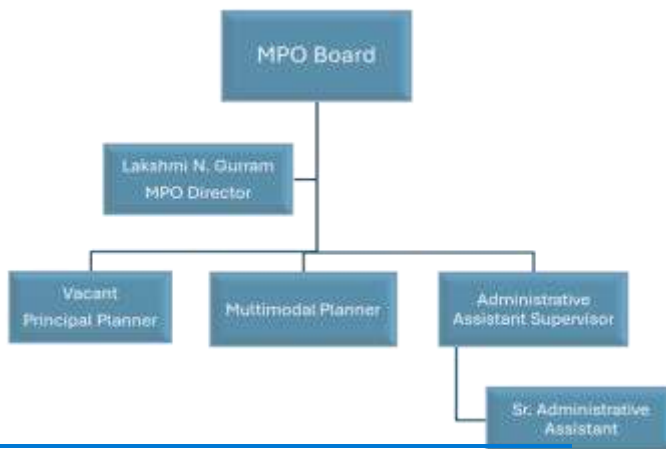 MPO Board
Lakshmi N. Gurram
MPO Director
Vacant
Principal Planner
Multimodal Planner
Administrative
Assistant Supervisor
Sr. Administrative
Assistant